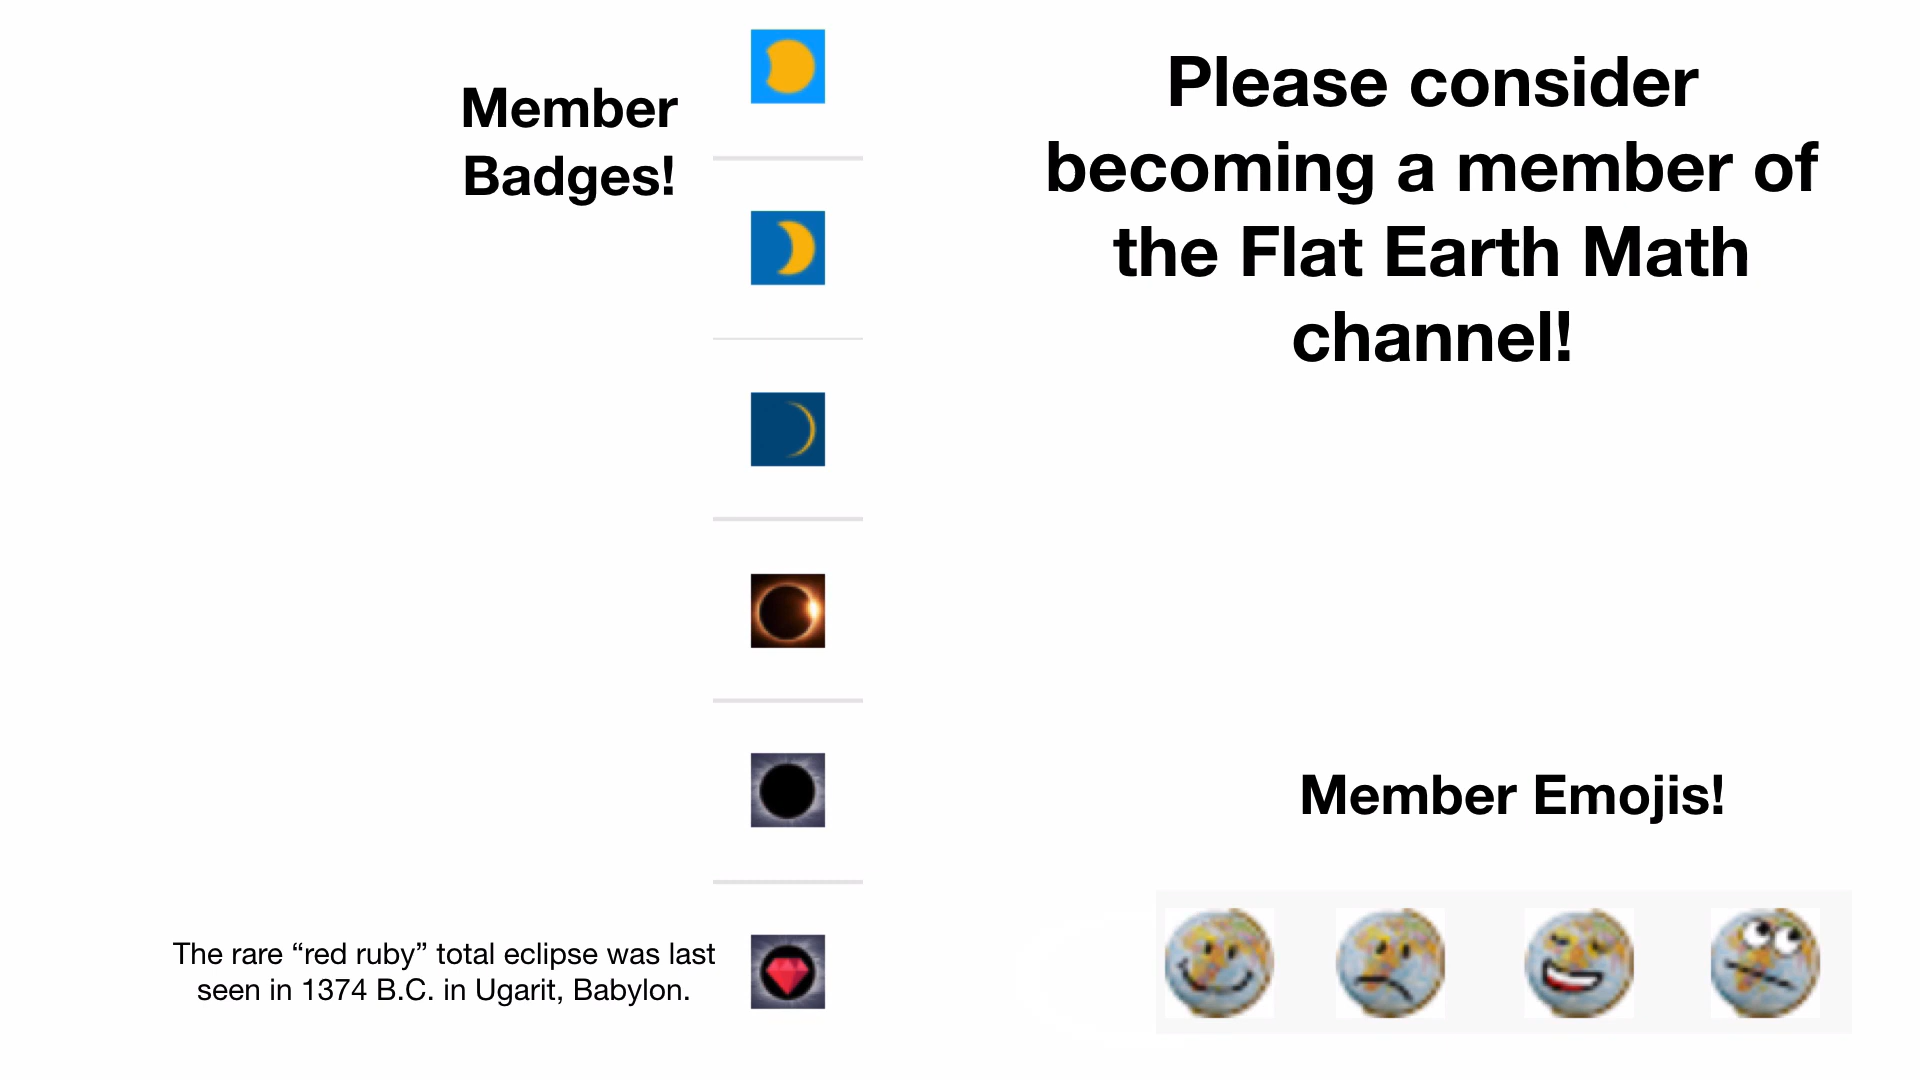 Member
Badges!
Please consider
becoming a member of
the Flat Earth Math
channel!
Member Emojis!
The rare “red ruby” total eclipse was last
seen in 1374 B.C. in Ugarit, Babylon.